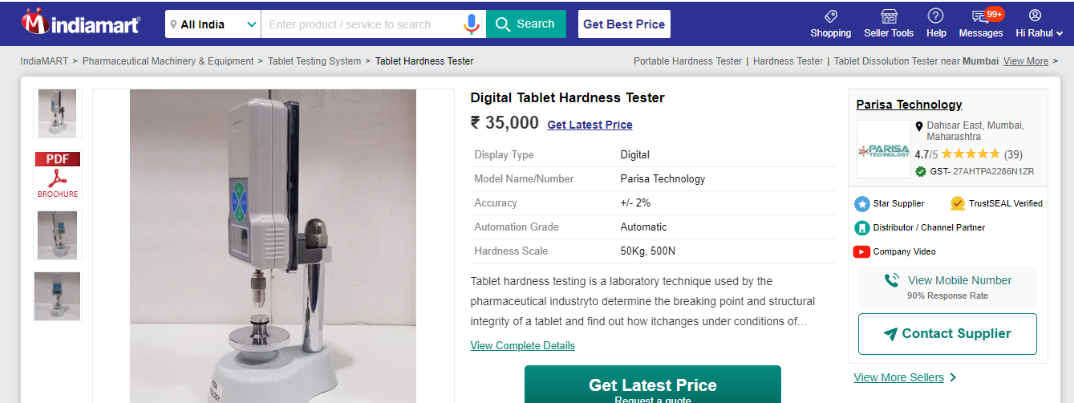 indiamart
All India
Enter product / service to search
Search
Get Best Price
Shopping
Seller Tools
Help
99+
Messages
Hi Rahul
IndiaMART > Pharmaceutical Machinery & Equipment > Tablet Testing System > Tablet Hardness Tester
Portable Hardness Tester | Hardness Tester | Tablet Dissolution Tester near Mumbai View More >
PDF
BROCHURE
Digital Tablet Hardness Tester
₹ 35,000 Get Latest Price
Display Type Digital
Model Name/Number Parisa Technology
Accuracy +/- 2%
Automation Grade Automatic
Hardness Scale 50Kg, 500N
Tablet hardness testing is a laboratory technique used by the
pharmaceutical industryto determine the breaking point and structural
integrity of a tablet and find out how itchanges under conditions of...
View Complete Details
Get Latest Price
Request a quote
Parisa Technology
PARISA
TECHNOLOGY
Dahisar East, Mumbai,
Maharashtra
4.7/5 (39)
GST- 27AHTPA2286N1ZR
Star Supplier
TrustSEAL Verified
Distributor / Channel Partner
Company Video
View Mobile Number
90% Response Rate
Contact Supplier
View More Sellers >